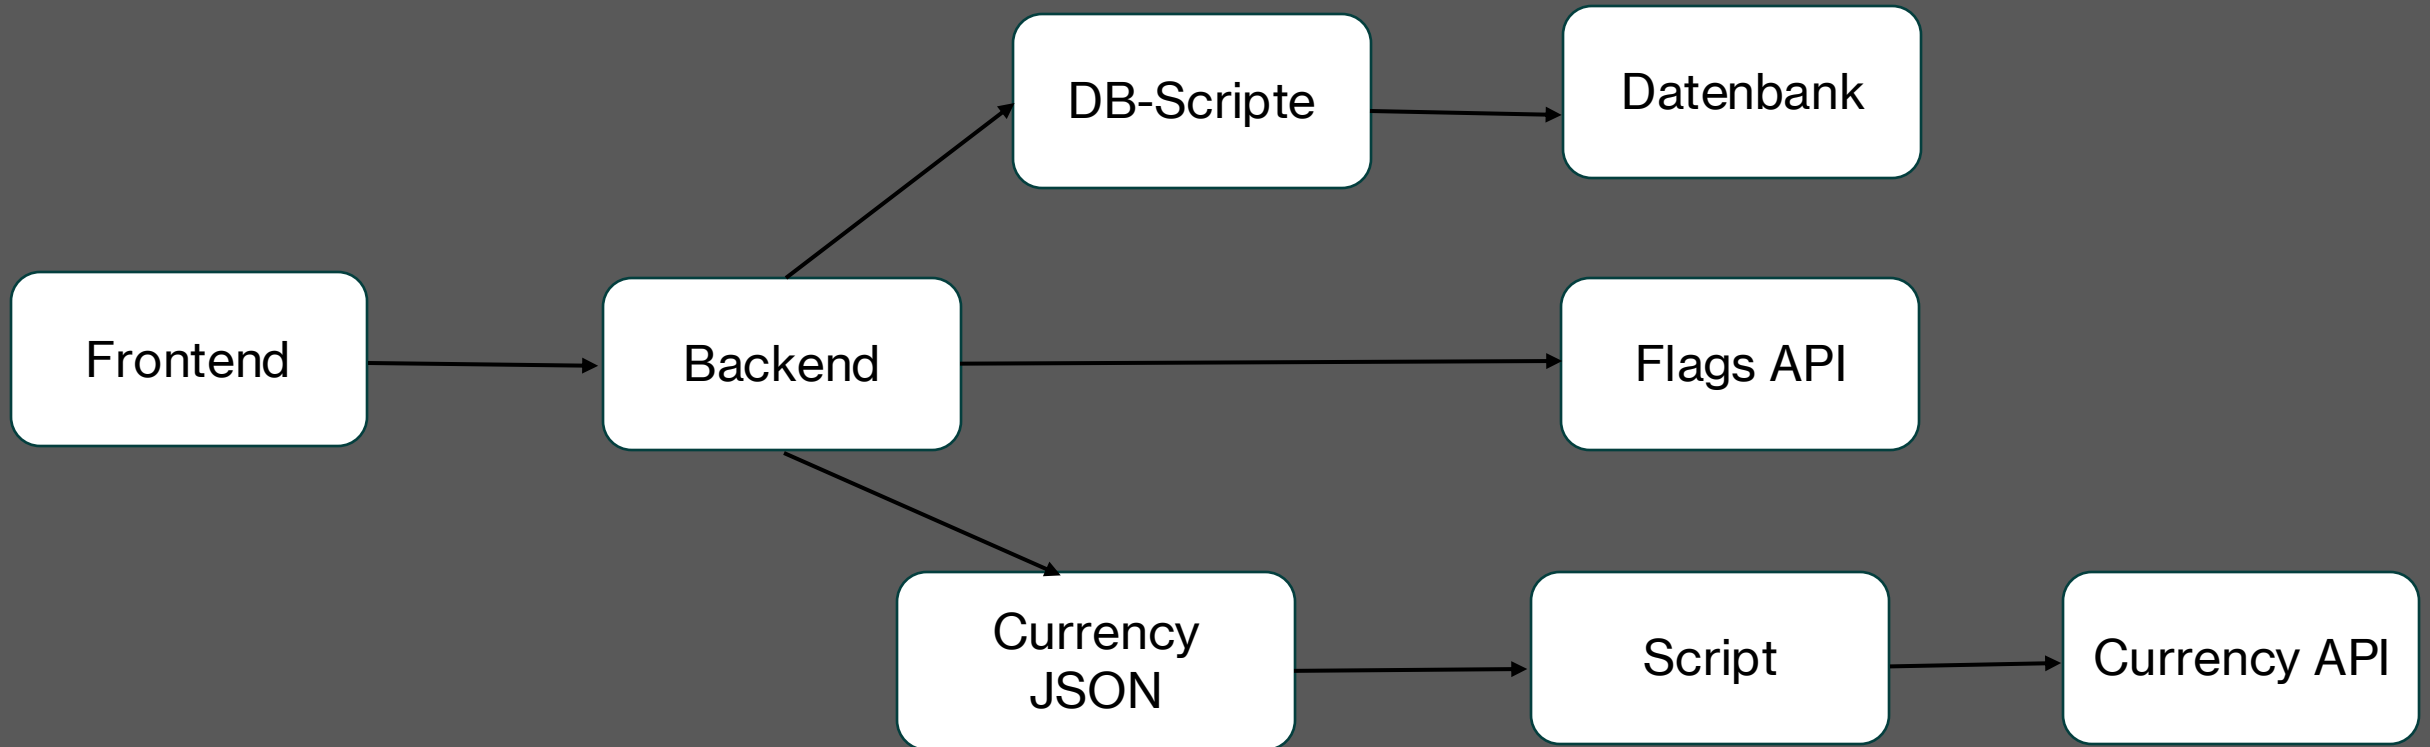 DB-Scripte
Datenbank
Frontend
Backend
Flags API
Currency
JSON
Script
Currency API